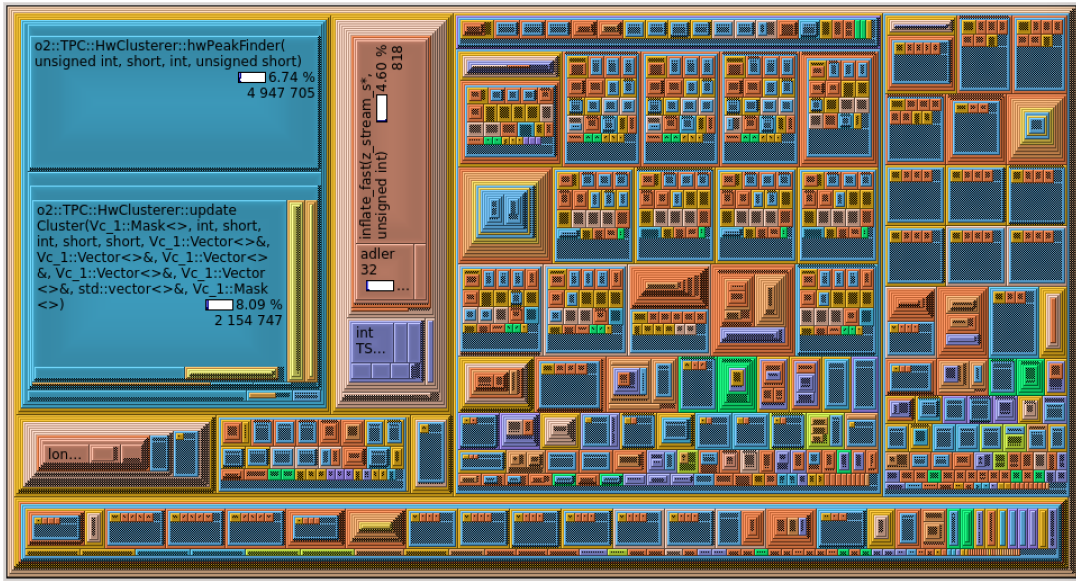 o2::TPC::HwClusterer::hwPeakFinder(
unsigned int, short, int, unsigned short)
6.74 %
4 947 705
o2::TPC::HwClusterer::update
Cluster(Vc_1::Mask<>, int, short,
int, short, short, Vc_1::Vector<>&,
Vc_1::Vector<>&, Vc_1::Vector<>
&, Vc_1::Vector<>&, Vc_1::Vector
<>&, std::vector<>&, Vc_1::Mask
<>)
8.09 %
2 154 747
inflate_fast(z_stream_s*,
unsigned int)
4.60 %
818
adler
32
...
int
TS...
lon...